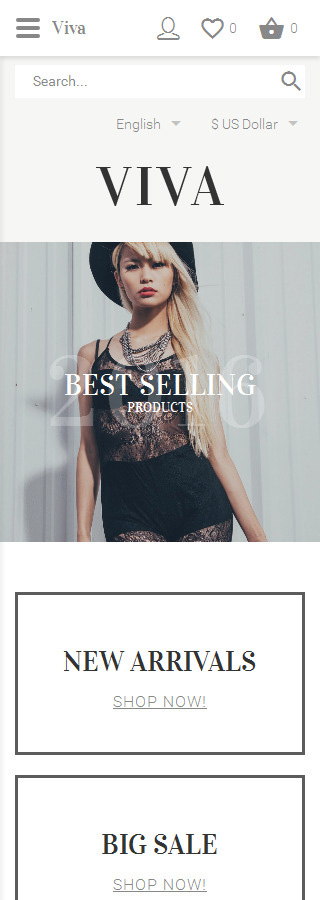 Viva 0 0
Search...
English $ US Dollar
VIVA
2016
BEST SELLING
PRODUCTS
NEW ARRIVALS
SHOP NOW!
BIG SALE
SHOP NOW!